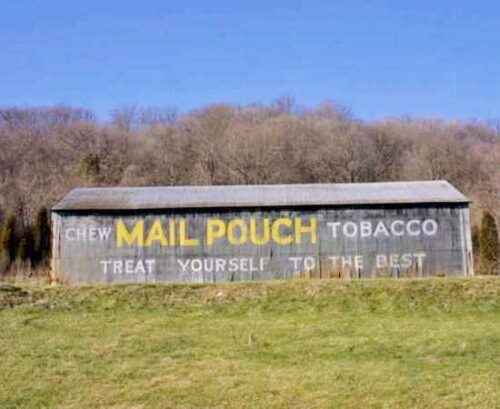 CHEW MAIL POUCH TOBACCO
TREAT YOURSELF TO THE BEST